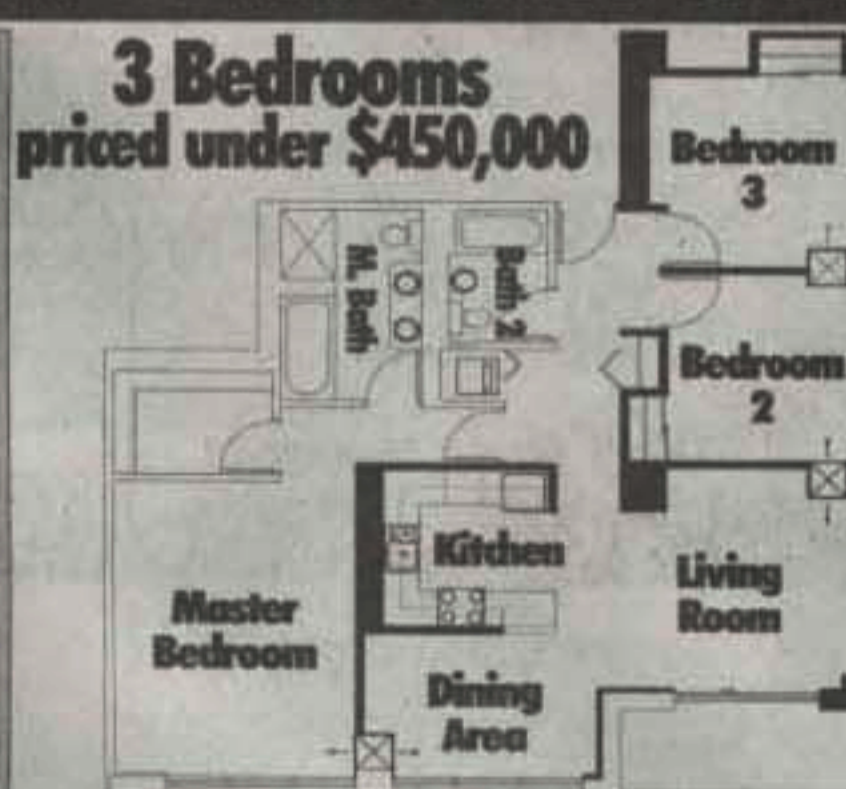 3 Bedrooms
priced under $450,000
Bedroom
3
M. Bath
Bath 2
Bedroom
2
Kitchen
Living
Room
Master
Bedroom
Dining
Area